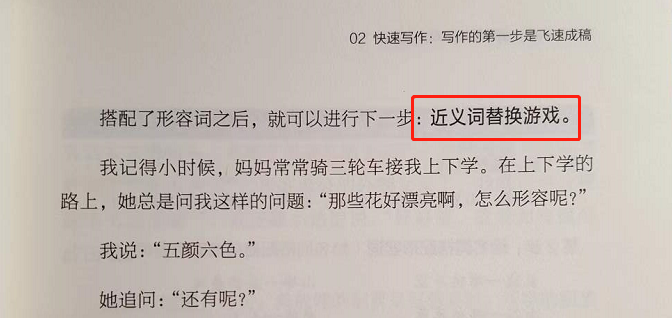 02 快速写作：写作的第一步是飞速成稿
搭配了形容词之后，就可以进行下一步：近义词替换游戏。
我记得小时候，妈妈常常骑三轮车接我上下学。在上下学的
路上，她总是问我这样的问题：“那些花好漂亮啊，怎么形容呢？”
我说：“五颜六色。”
她追问：“还有呢？”